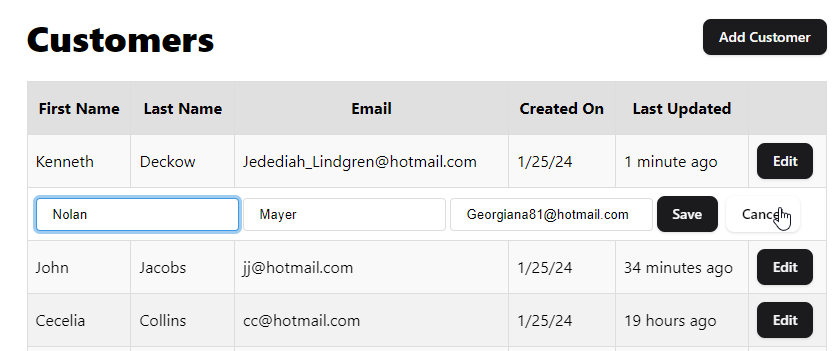 Customers
Add Customer
First Name Last Name Email Created On Last Updated
Kenneth Deckow Jedediah_Lindgren@hotmail.com 1/25/24 1 minute ago Edit
Nolan Mayer Georgiana81@hotmail.com Save Cancel
John Jacobs jj@hotmail.com 1/25/24 34 minutes ago Edit
Cecelia Collins cc@hotmail.com 1/25/24 19 hours ago Edit